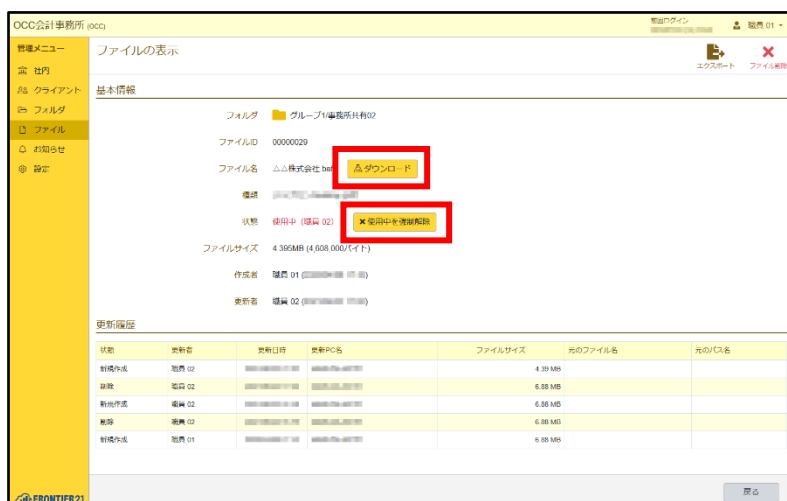 OCC会計事務所 (OCC)
前回ログイン
職員 01
管理メニュー
社内
クライアント
フォルダ
ファイル
お知らせ
設定
ファイルの表示
エクスポート
ファイル削除
基本情報
フォルダ グループ1/事務所共有02
ファイルID 00000029
ファイル名 △△株式会社 ダウンロード
種類
状態 使用中 (職員 02) ×使用中を強制解除
ファイルサイズ 4.395MB (4,608,000バイト)
作成者 職員 01
更新者 職員 02
更新履歴
状態 更新者 更新日時 更新PC名 ファイルサイズ 元のファイル名 元のパス名
新規作成 職員 02 4.39 MB
削除 職員 02 6.88 MB
新規作成 職員 02 6.88 MB
削除 職員 02 6.88 MB
新規作成 職員 01 6.88 MB
戻る
FRONTIER21